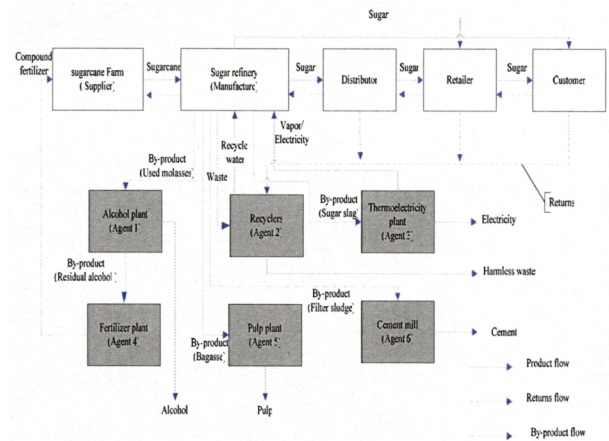 Sugar
Compound
fertilizer
sugarcane Farm
(Supplier)
Sugarcane
Sugar refinery
(Manufacture)
Sugar
Distributor
Sugar
Retailer
Sugar
Customer
Vapor/
Electricity
Recycle
water
Waste
By-product
(Used molasses)
Returns
Alcohol plant
(Agent 1)
Recyclers
(Agent 2)
By-product
(Sugar slag)
Thermoelectricity
plant
(Agent 3)
Electricity
By-product
(Residual alcohol)
Harmless waste
By-product
(Filter sludge)
Fertilizer plant
(Agent 4)
By-product
(Bagasse)
Pulp plant
(Agent 5)
Cement mill
(Agent 6)
Cement
Product flow
Returns flow
By-product flow
Alcohol
Pulp